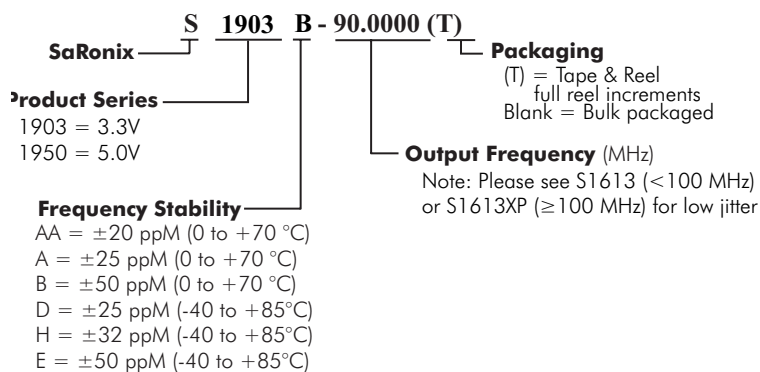 S 1903 B - 90.0000 (T)
SaRonix
Packaging
(T) = Tape & Reel
full reel increments
Blank = Bulk packaged
Product Series
1903 = 3.3V
1950 = 5.0V
Output Frequency (MHz)
Note: Please see S1613 (<100 MHz)
or S1613XP (≥100 MHz) for low jitter
Frequency Stability
AA = ±20 ppM (0 to +70 °C)
A = ±25 ppM (0 to +70 °C)
B = ±50 ppM (0 to +70 °C)
D = ±25 ppM (-40 to +85°C)
H = ±32 ppM (-40 to +85°C)
E = ±50 ppM (-40 to +85°C)